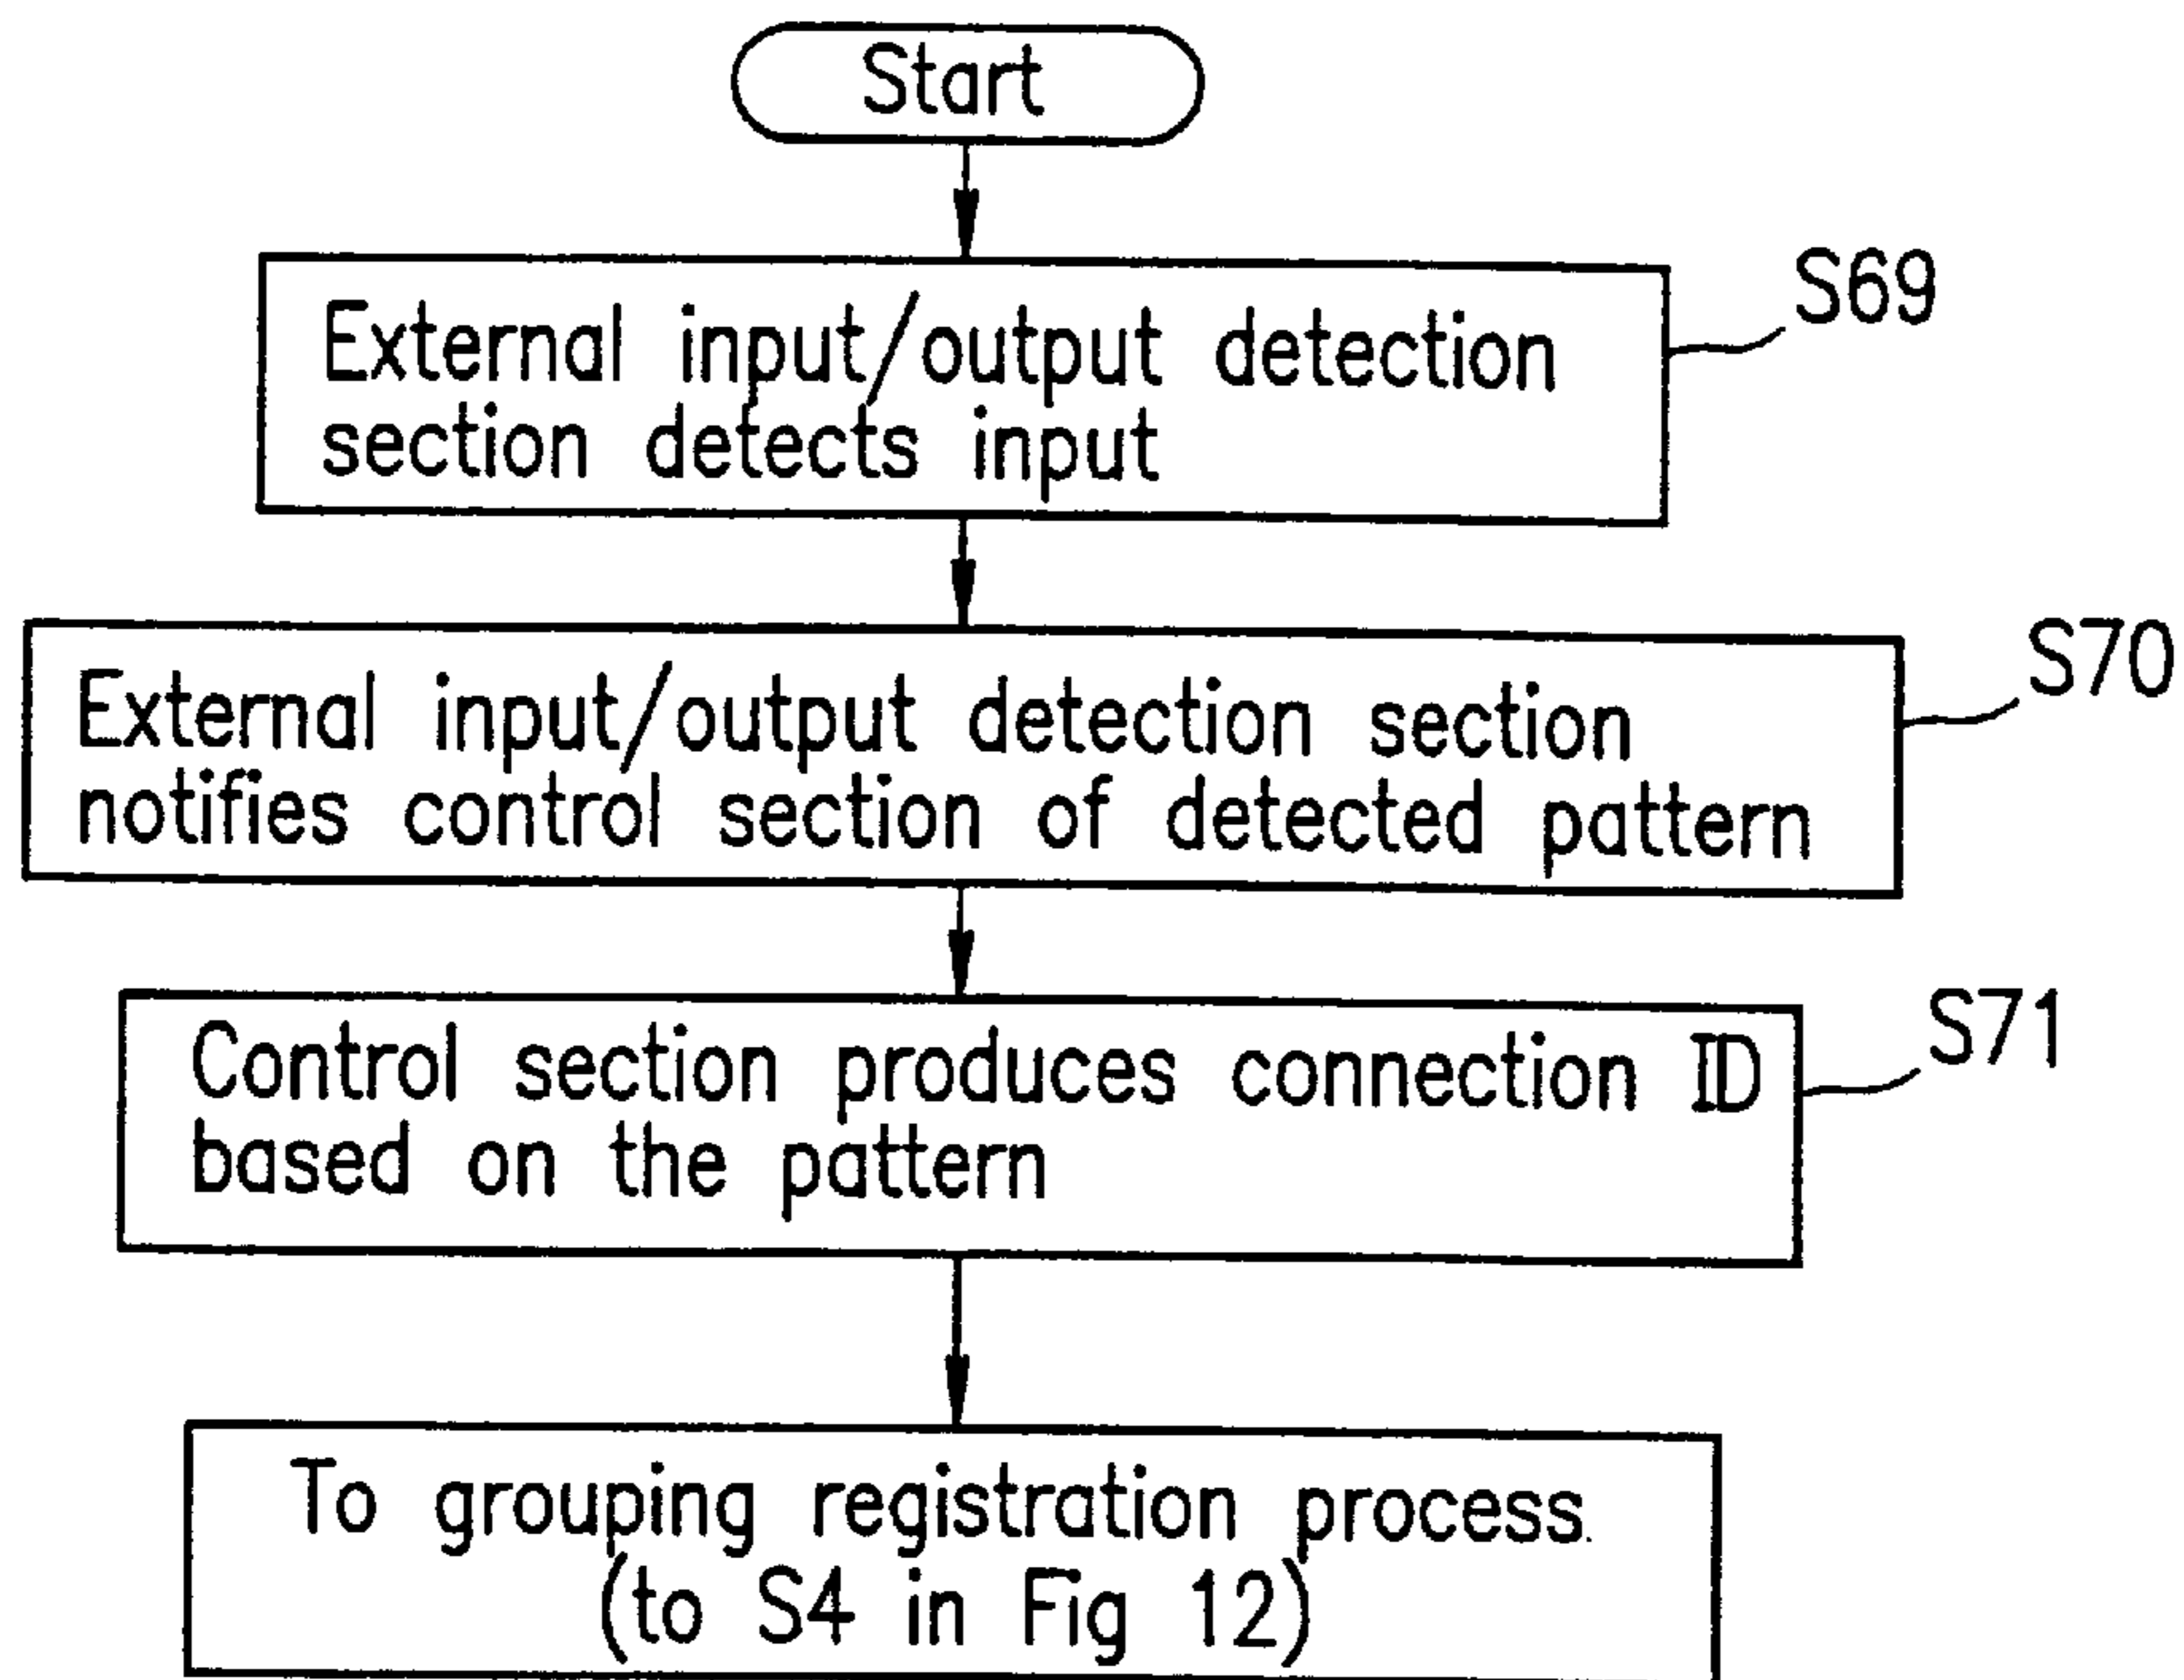 Start
S69
External input/output detection
section detects input
S70
External input/output detection section
notifies control section of detected pattern
S71
Control section produces connection ID
based on the pattern
To grouping registration process.
(to S4 in Fig 12)